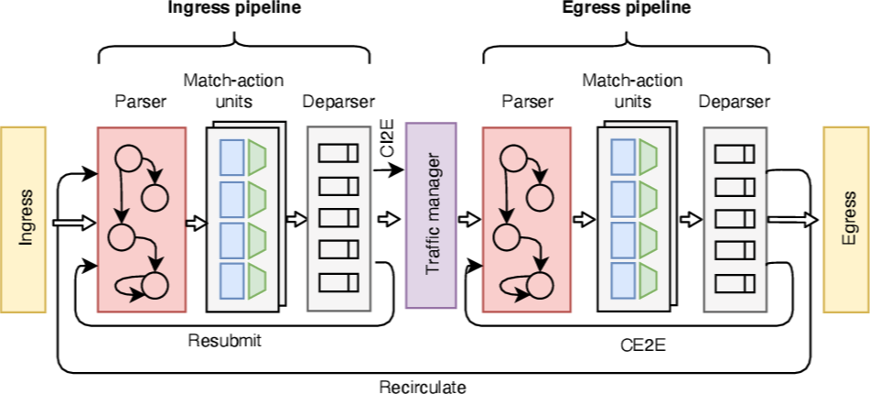 Ingress pipeline
Egress pipeline
Match-action
units
Parser
Deparser
Match-action
units
Parser
Deparser
Ingress
CI2E
Traffic manager
Egress
Resubmit
CE2E
Recirculate